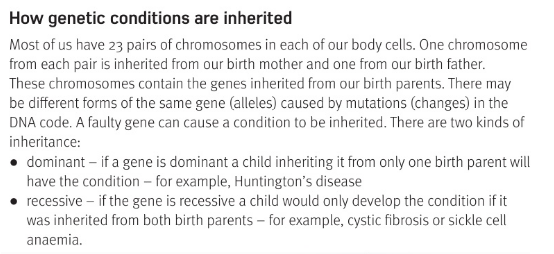 How genetic conditions are inherited
Most of us have 23 pairs of chromosomes in each of our body cells. One chromosome
from each pair is inherited from our birth mother and one from our birth father.
These chromosomes contain the genes inherited from our birth parents. There may
be different forms of the same gene (alleles) caused by mutations (changes) in the
DNA code. A faulty gene can cause a condition to be inherited. There are two kinds of
inheritance:
● dominant – if a gene is dominant a child inheriting it from only one birth parent will
have the condition – for example, Huntington's disease
● recessive – if the gene is recessive a child would only develop the condition if it
was inherited from both birth parents – for example, cystic fibrosis or sickle cell
anaemia.